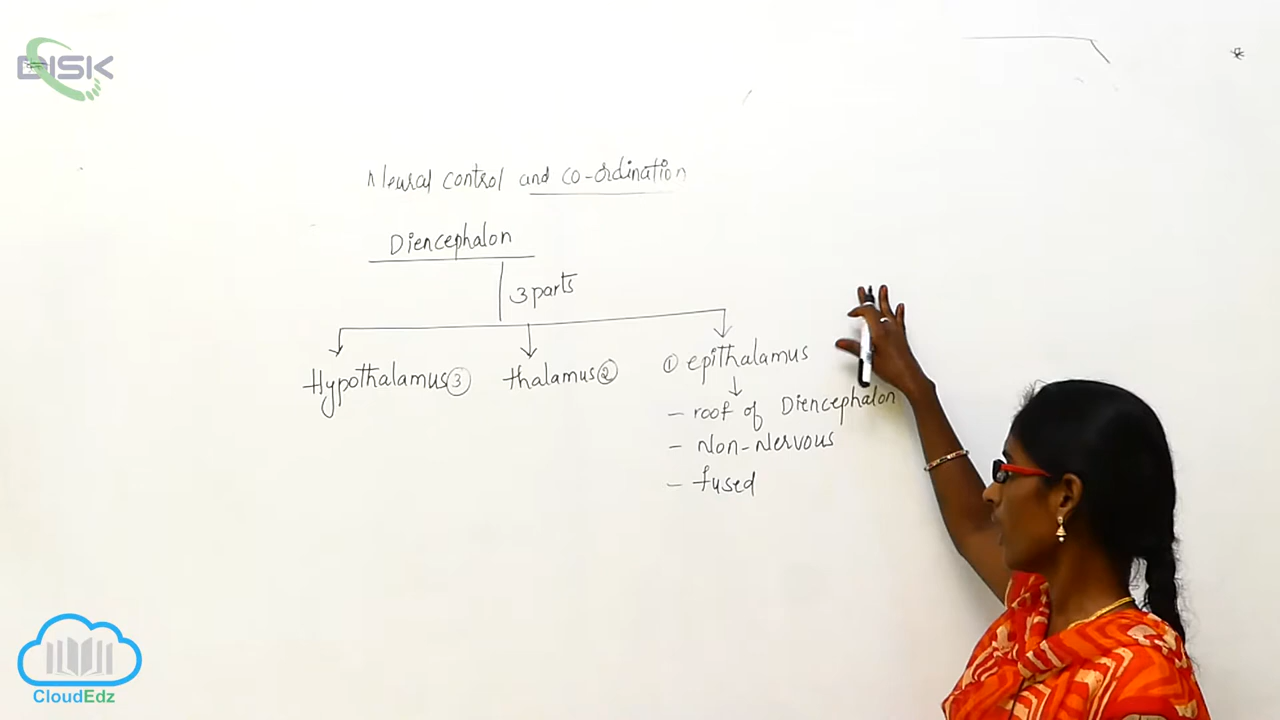 DISK
Neural control and co-ordination
Diencephalon
3 parts
Hypothalamus ③ thalamus ② ① epithalamus
- roof of Diencephalon
- Non-Nervous
- fused
CloudEdz